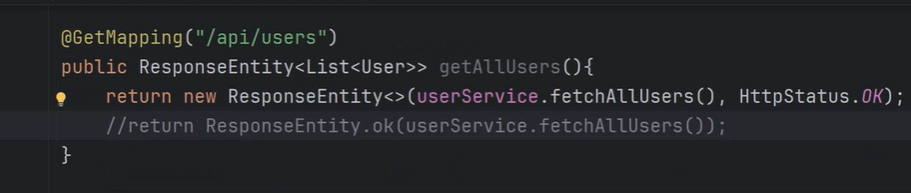 @GetMapping("/api/users")
public ResponseEntity<List<User>> getAllUsers(){
return new ResponseEntity<>(userService.fetchAllUsers(), HttpStatus.OK);
//return ResponseEntity.ok(userService.fetchAllUsers());
}